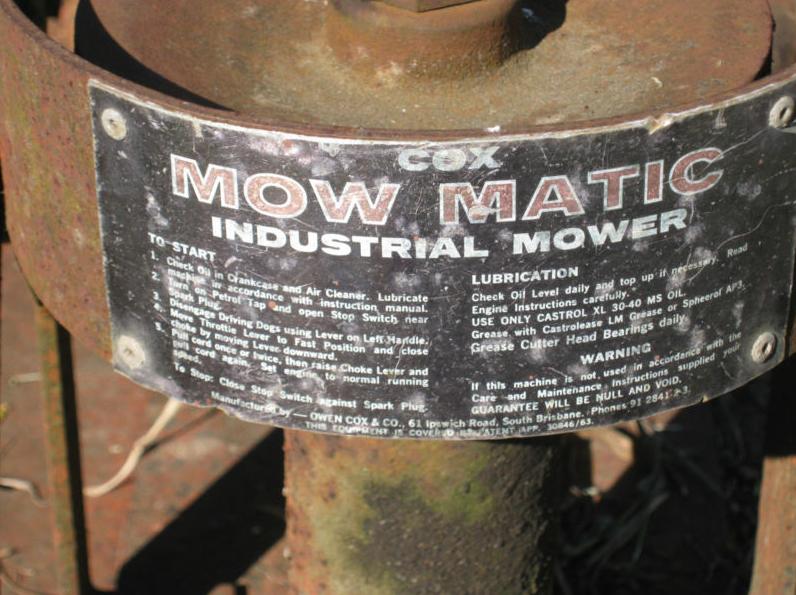 COX
MOW MATIC
INDUSTRIAL MOWER
TO START
1. Check Oil in Crankcase and Air Cleaner. Lubricate
machine in accordance with instruction manual.
2. Turn on Petrol Tap and open Stop Switch near
Spark Plug.
3. Disengage Driving Dogs using Lever on Left Handle.
4. Move Throttle Lever to Fast Position and close
choke by moving Lever downward.
5. Pull cord once or twice, then raise Choke Lever and
pull cord again. Set engine to normal running
speed.
To Stop: Close Stop Switch against Spark Plug.
LUBRICATION
Check Oil Level daily and top up if necessary. Read
Engine Instructions carefully.
USE ONLY CASTROL XL 30-40 MS OIL.
Grease with Castrolease LM Grease or Spheerol AP3.
Grease Cutter Head Bearings daily
WARNING
If this machine is not used in accordance with the
Care and Maintenance Instructions supplied your
GUARANTEE WILL BE NULL AND VOID.
Manufactured by — OWEN COX & CO., 61 Ipswich Road, South Brisbane. Phones 91 2841-2-3.
THIS EQUIPMENT IS COVERED BY PATENT APP. 30846/63.